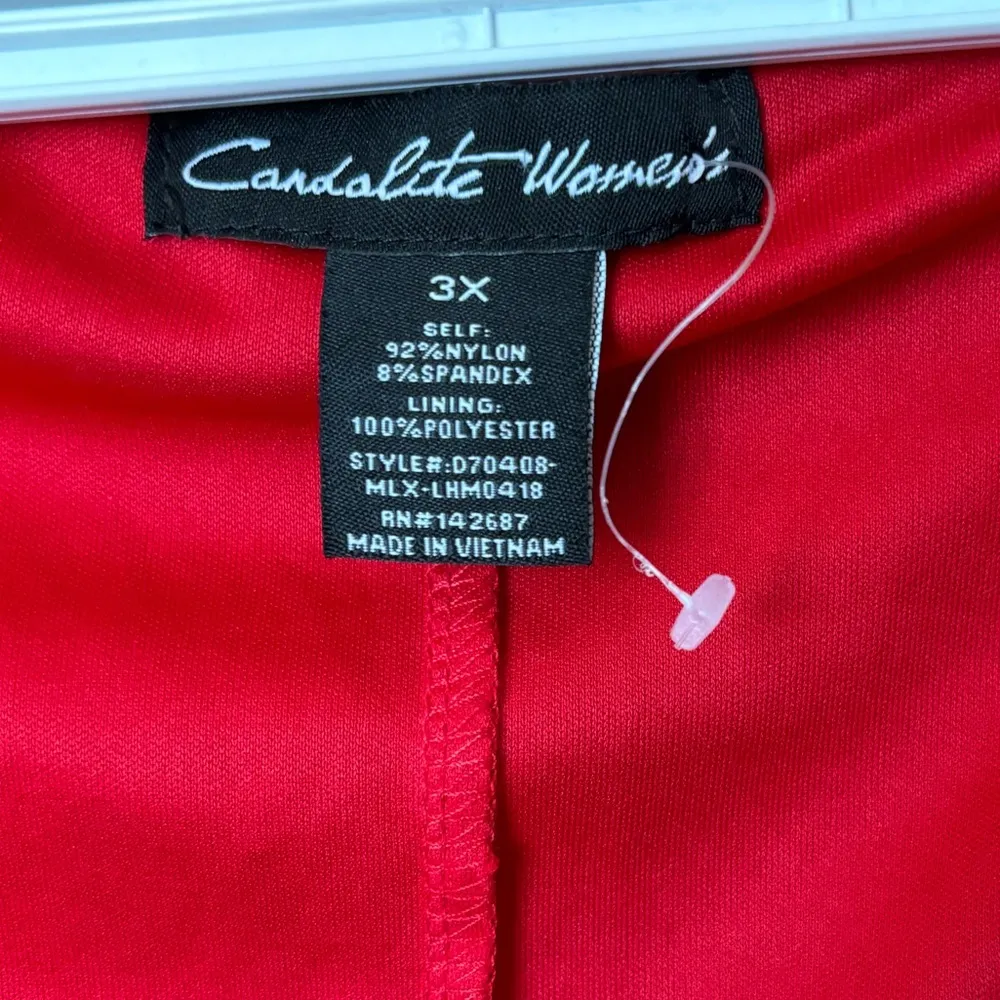 Candalite Women's
3X
SELF:
92%NYLON
8%SPANDEX
LINING:
100%POLYESTER
STYLE#:D70408-
MLX-LHM0418
RN#142687
MADE IN VIETNAM